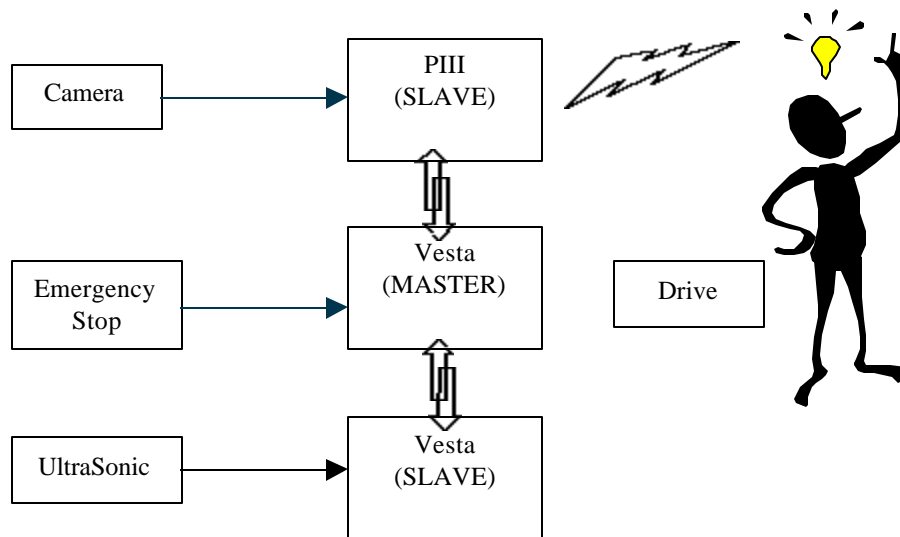 Camera
PIII
(SLAVE)
Emergency
Stop
Vesta
(MASTER)
Drive
UltraSonic
Vesta
(SLAVE)